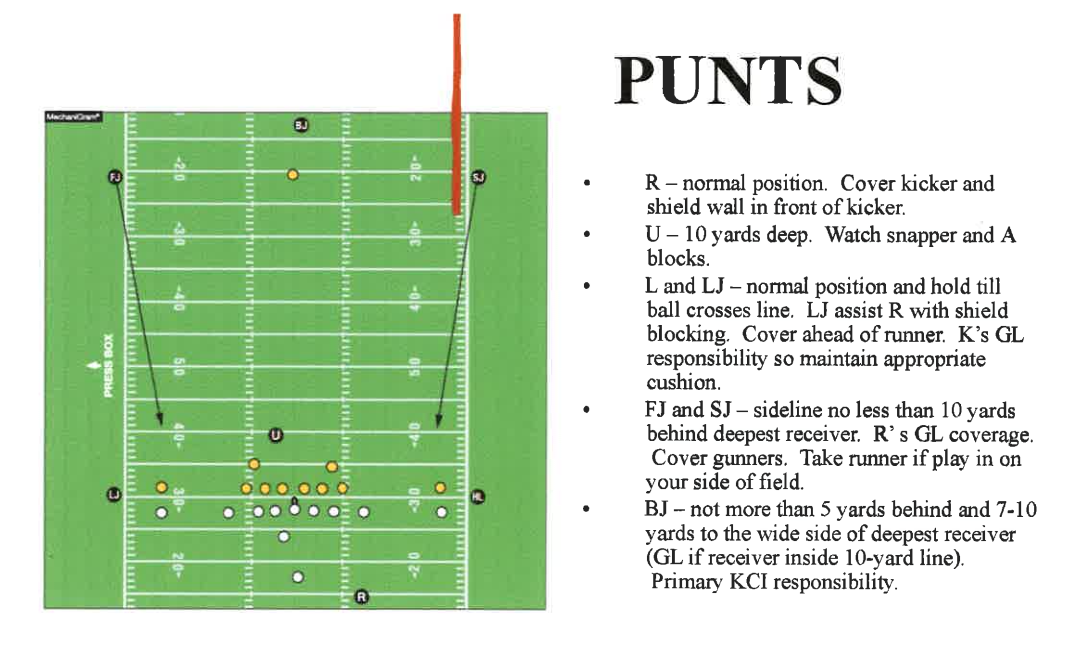 PUNTS
MechaniGram®
BJ
FJ
SJ
-20
20-
-30
30-
-40
40-
PRESS BOX
50
50
-40
-40
U
LJ
-30
-30
HL
20-
-20
R
• R – normal position. Cover kicker and
shield wall in front of kicker.
• U – 10 yards deep. Watch snapper and A
blocks.
• L and LJ – normal position and hold till
ball crosses line. LJ assist R with shield
blocking. Cover ahead of runner. K's GL
responsibility so maintain appropriate
cushion.
• FJ and SJ – sideline no less than 10 yards
behind deepest receiver. R' s GL coverage.
Cover gunners. Take runner if play in on
your side of field.
• BJ – not more than 5 yards behind and 7-10
yards to the wide side of deepest receiver
(GL if receiver inside 10-yard line).
Primary KCI responsibility.